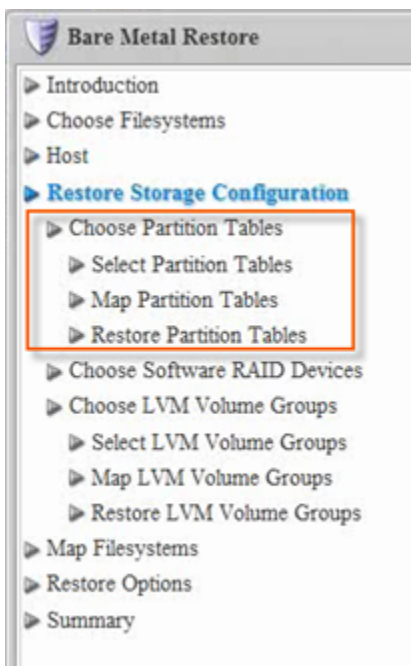 Bare Metal Restore
Introduction
Choose Filesystems
Host
Restore Storage Configuration
Choose Partition Tables
Select Partition Tables
Map Partition Tables
Restore Partition Tables
Choose Software RAID Devices
Choose LVM Volume Groups
Select LVM Volume Groups
Map LVM Volume Groups
Restore LVM Volume Groups
Map Filesystems
Restore Options
Summary